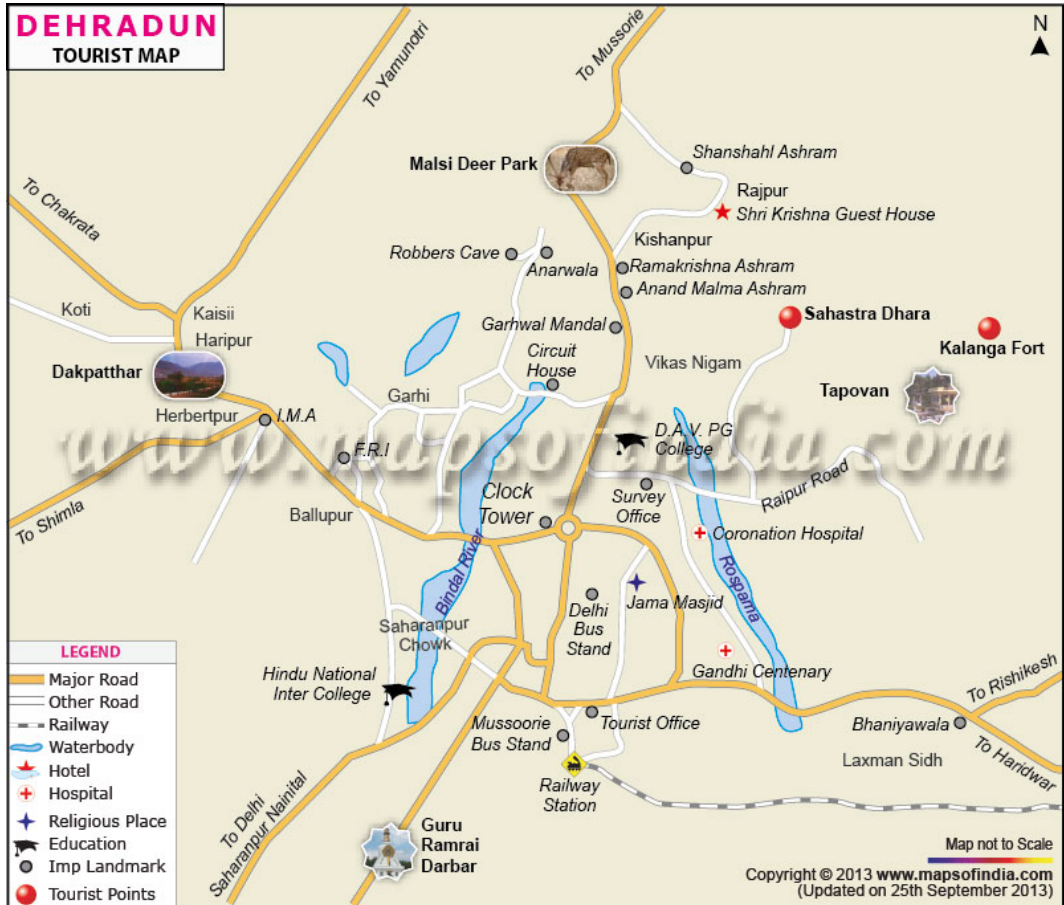 DEHRADUN
TOURIST MAP
N
To Mussorie
To Yamunotri
Malsi Deer Park
Shanshahl Ashram
Rajpur
Shri Krishna Guest House
To Chakrata
Kishanpur
Robbers Cave
Anarwala
Ramakrishna Ashram
Anand Malma Ashram
Koti
Kaisii
Haripur
Garhwal Mandal
Sahastra Dhara
Kalanga Fort
Dakpatthar
Circuit
House
Vikas Nigam
Garhi
Tapovan
Herbertpur
I.M.A
www.mapsofindia.com
D.A.V. PG
College
F.R.I
To Shimla
Ballupur
Clock
Tower
Survey
Office
Raipur Road
Coronation Hospital
Bindal River
Rospama
Delhi
Bus
Stand
Jama Masjid
Saharanpur
Chowk
Hindu National
Inter College
Gandhi Centenary
To Rishikesh
Mussoorie
Bus Stand
Tourist Office
Bhaniyawala
To Haridwar
Laxman Sidh
Railway
Station
To Delhi
Saharanpur Nainital
Guru
Ramrai
Darbar
LEGEND
Major Road
Other Road
Railway
Waterbody
Hotel
Hospital
Religious Place
Education
Imp Landmark
Tourist Points
Map not to Scale
Copyright © 2013 www.mapsofindia.com
(Updated on 25th September 2013)